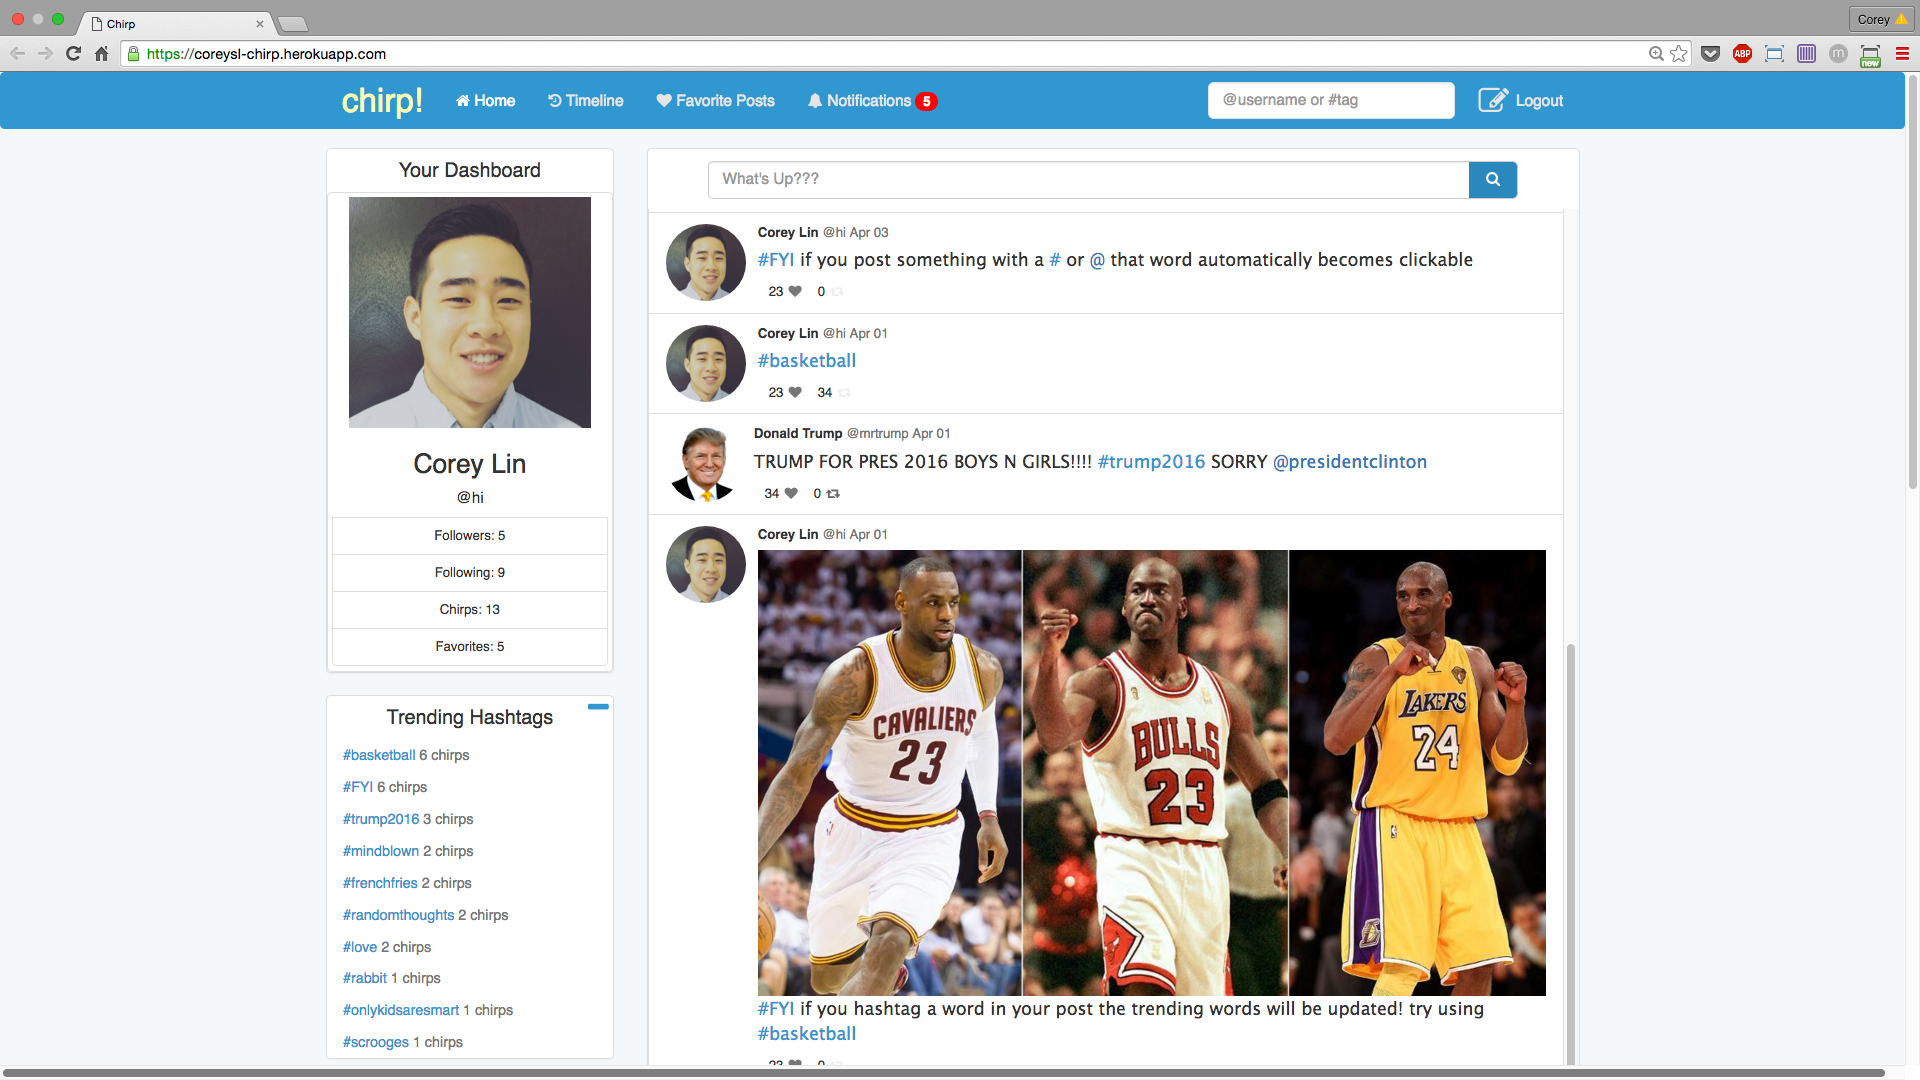 Chirp
Corey
https://coreysl-chirp.herokuapp.com
ABP
m
new
chirp!
Home
Timeline
Favorite Posts
Notifications 5
@username or #tag
Logout
Your Dashboard
Corey Lin
@hi
Followers: 5
Following: 9
Chirps: 13
Favorites: 5
Trending Hashtags
#basketball 6 chirps
#FYI 6 chirps
#trump2016 3 chirps
#mindblown 2 chirps
#frenchfries 2 chirps
#randomthoughts 2 chirps
#love 2 chirps
#rabbit 1 chirps
#onlykidsaresmart 1 chirps
#scrooges 1 chirps
What's Up???
Corey Lin @hi Apr 03
#FYI if you post something with a # or @ that word automatically becomes clickable
23 0
Corey Lin @hi Apr 01
#basketball
23 34
Donald Trump @mrtrump Apr 01
TRUMP FOR PRES 2016 BOYS N GIRLS!!!! #trump2016 SORRY @presidentclinton
34 0
Corey Lin @hi Apr 01
CAVALIERS
23
BULLS
23
LAKERS
24
#FYI if you hashtag a word in your post the trending words will be updated! try using
#basketball
23 0